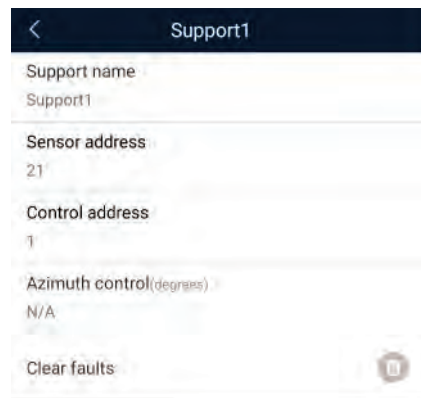 Support1
Support name
Support1
Sensor address
21
Control address
1
Azimuth control(degrees)
N/A
Clear faults